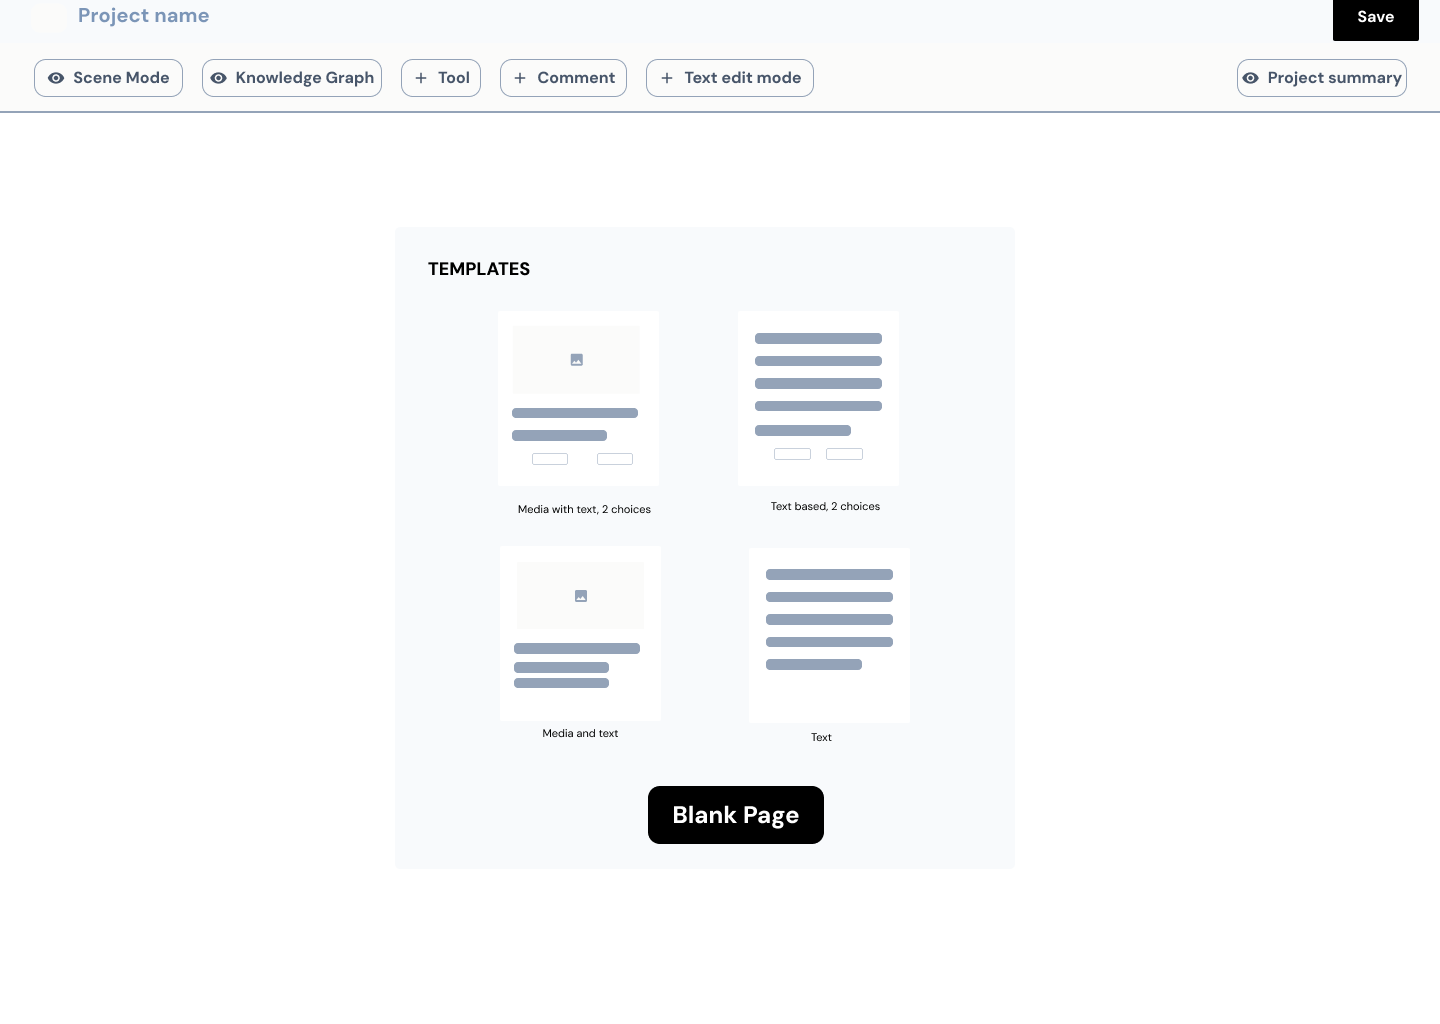 Project name
Save
Scene Mode
Knowledge Graph
Tool
Comment
Text edit mode
Project summary
TEMPLATES
Media with text, 2 choices
Text based, 2 choices
Media and text
Text
Blank Page